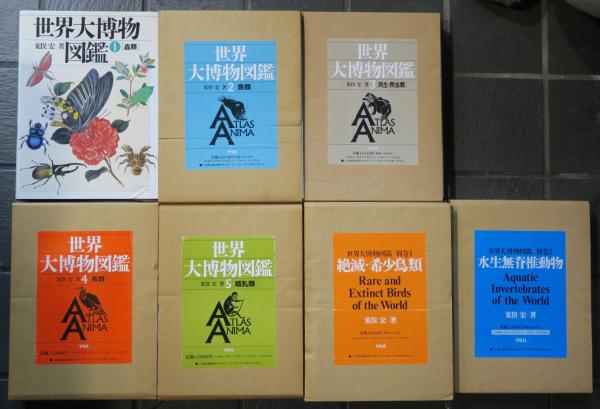 世界大博物
図鑑 1 蟲類
荒俣 宏 著
世界
大博物図鑑
荒俣 宏 著 2 魚類
ATLAS
ANIMA
平凡社
世界
大博物図鑑
荒俣 宏 著 3 両生・爬虫類
ATLAS
ANIMA
平凡社
世界
大博物図鑑
荒俣 宏 著 4 鳥類
ATLAS
ANIMA
平凡社
世界
大博物図鑑
荒俣 宏 著 5 哺乳類
ATLAS
ANIMA
平凡社
世界大博物図鑑 別巻1
絶滅・希少鳥類
Rare and
Extinct Birds
of the World
荒俣 宏・著
平凡社
世界大博物図鑑 別巻2
水生無脊椎動物
Aquatic
Invertebrates
of the World
荒俣 宏・著
平凡社